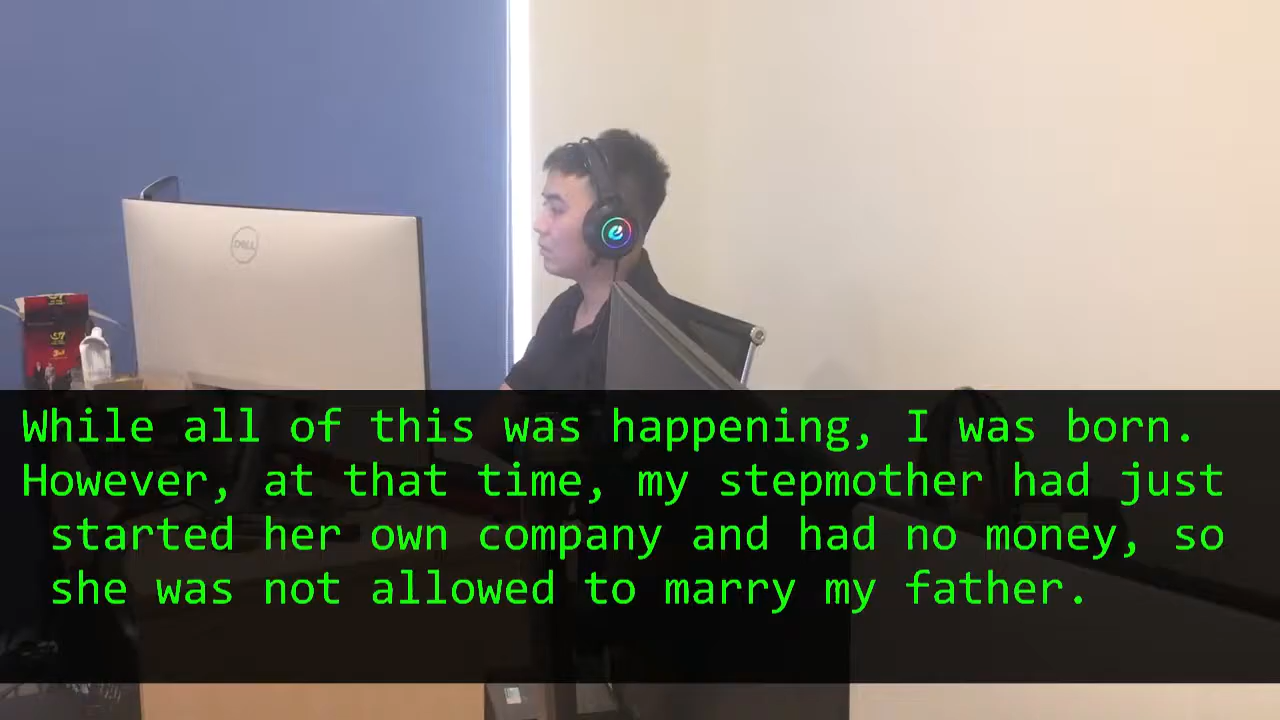 DELL
e
While all of this was happening, I was born.
However, at that time, my stepmother had just
started her own company and had no money, so
she was not allowed to marry my father.